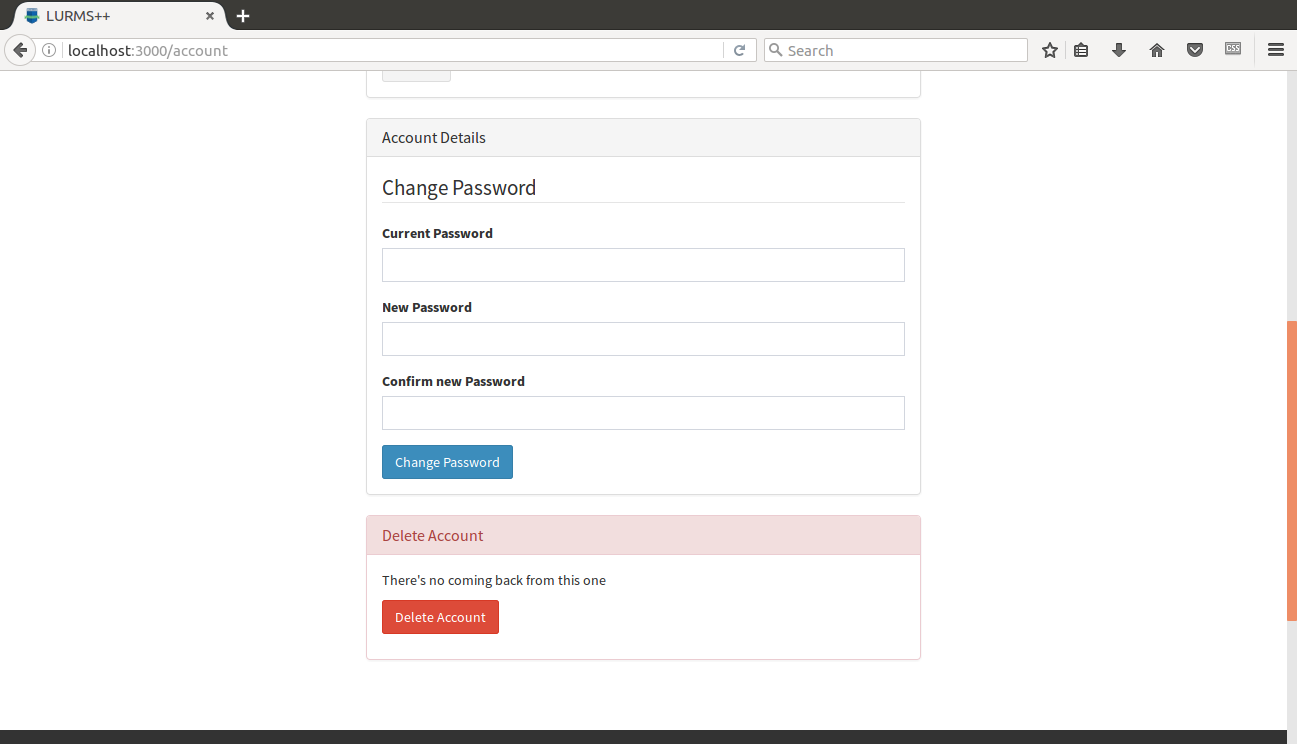 LURMS++
localhost:3000/account
Search
CSS
Account Details
Change Password
Current Password
New Password
Confirm new Password
Change Password
Delete Account
There's no coming back from this one
Delete Account